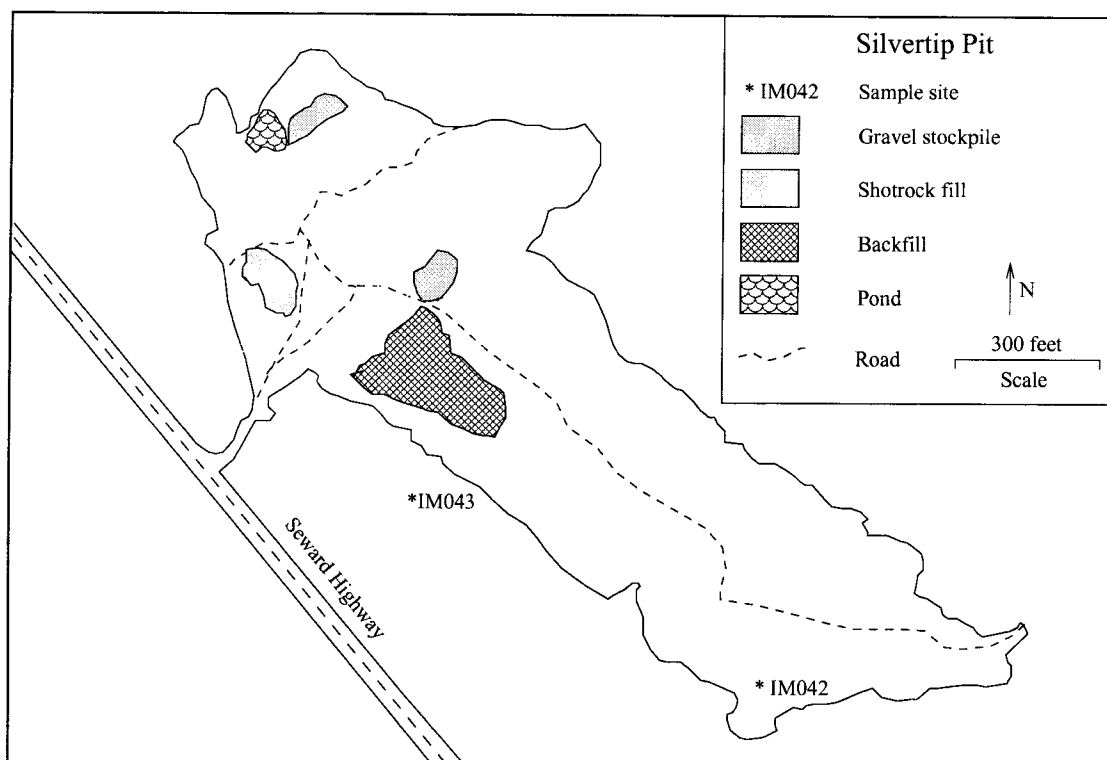 Silvertip Pit
* IM042 Sample site
Gravel stockpile
Shotrock fill
Backfill
Pond
N
Road
300 feet
Scale
*IM043
Seward Highway
* IM042